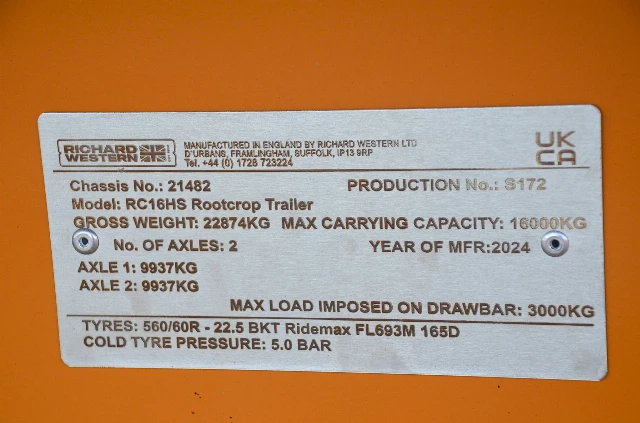 RICHARD
WESTERN
MANUFACTURED IN ENGLAND BY RICHARD WESTERN LTD
D'URBANS, FRAMLINGHAM, SUFFOLK, IP13 9RP
Tel. +44 (0) 1728 723224
UK
CA
Chassis No.: 21482 PRODUCTION No.: S172
Model: RC16HS Rootcrop Trailer
GROSS WEIGHT: 22874KG MAX CARRYING CAPACITY: 16000KG
No. OF AXLES: 2 YEAR OF MFR:2024
AXLE 1: 9937KG
AXLE 2: 9937KG
MAX LOAD IMPOSED ON DRAWBAR: 3000KG
TYRES: 560/60R - 22.5 BKT Ridemax FL693M 165D
COLD TYRE PRESSURE: 5.0 BAR